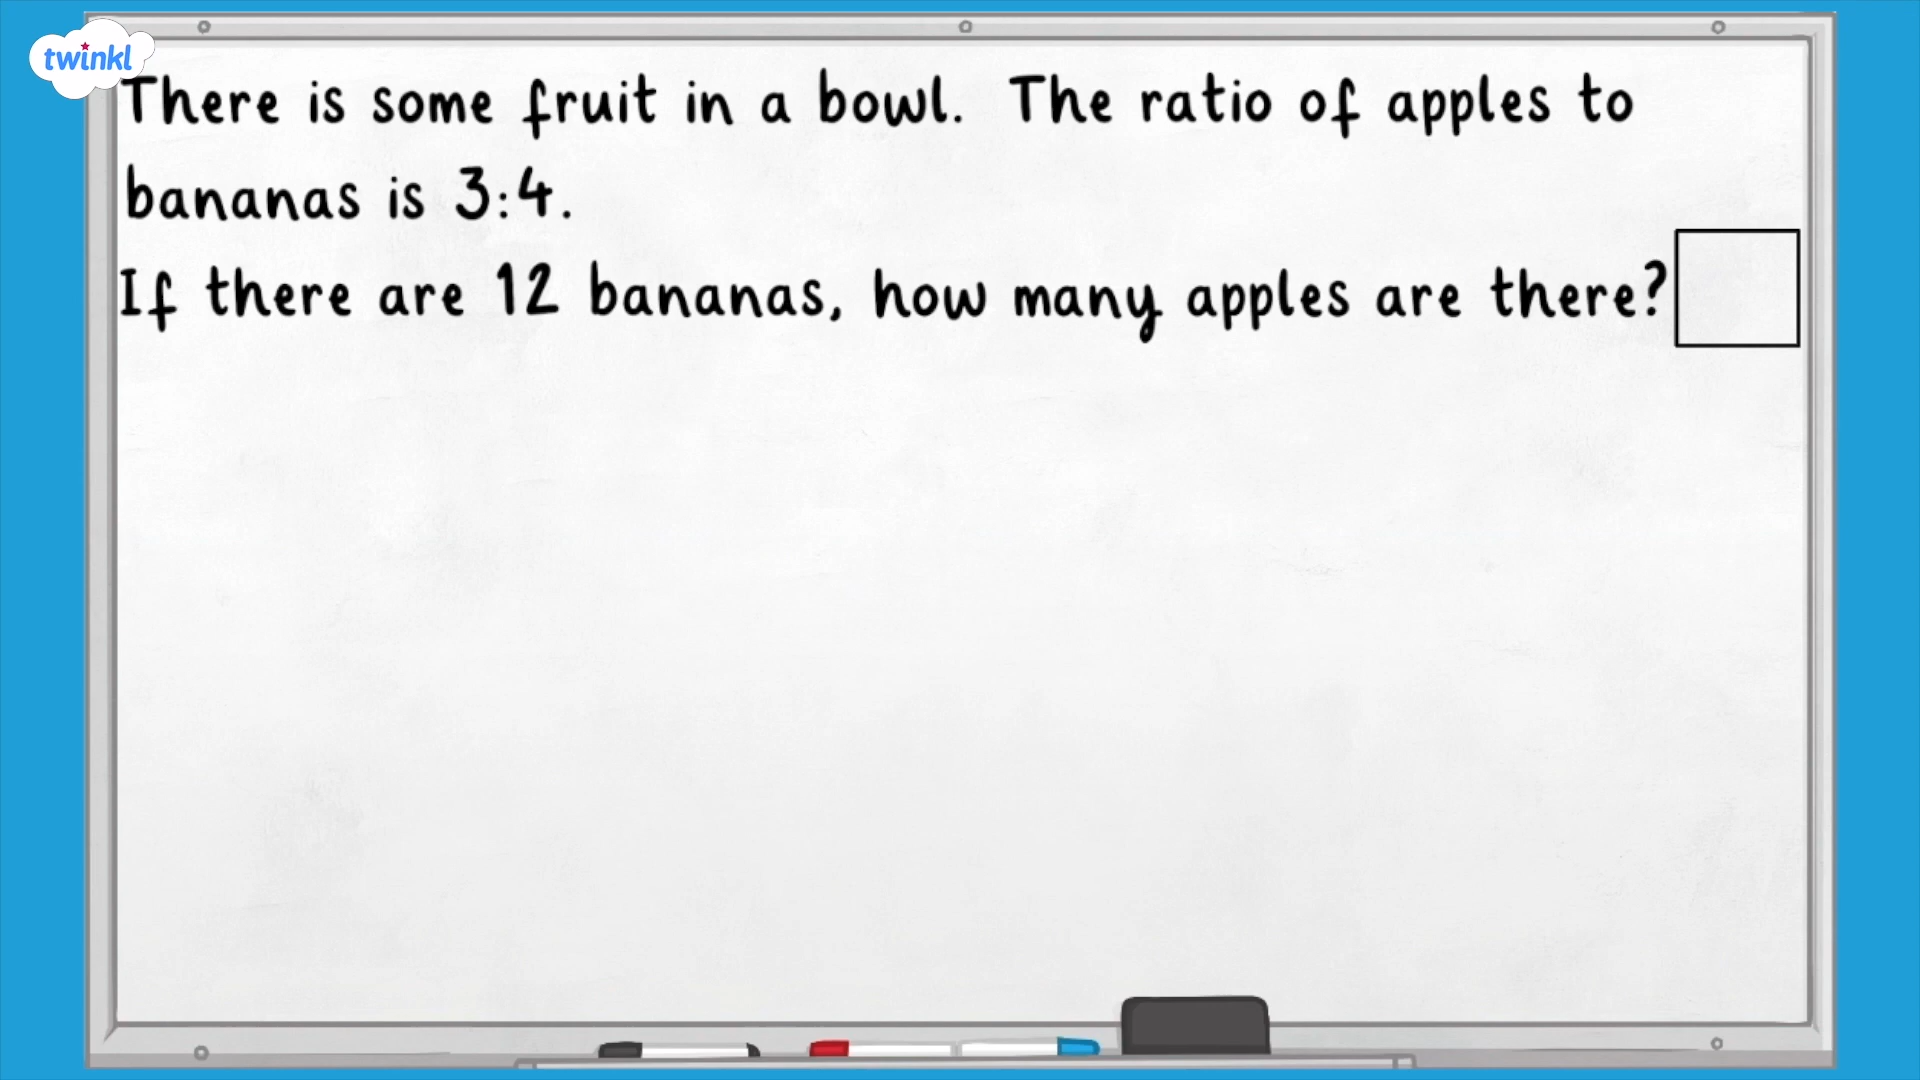 twinkl
There is some fruit in a bowl. The ratio of apples to
bananas is 3:4.
If there are 12 bananas, how many apples are there?